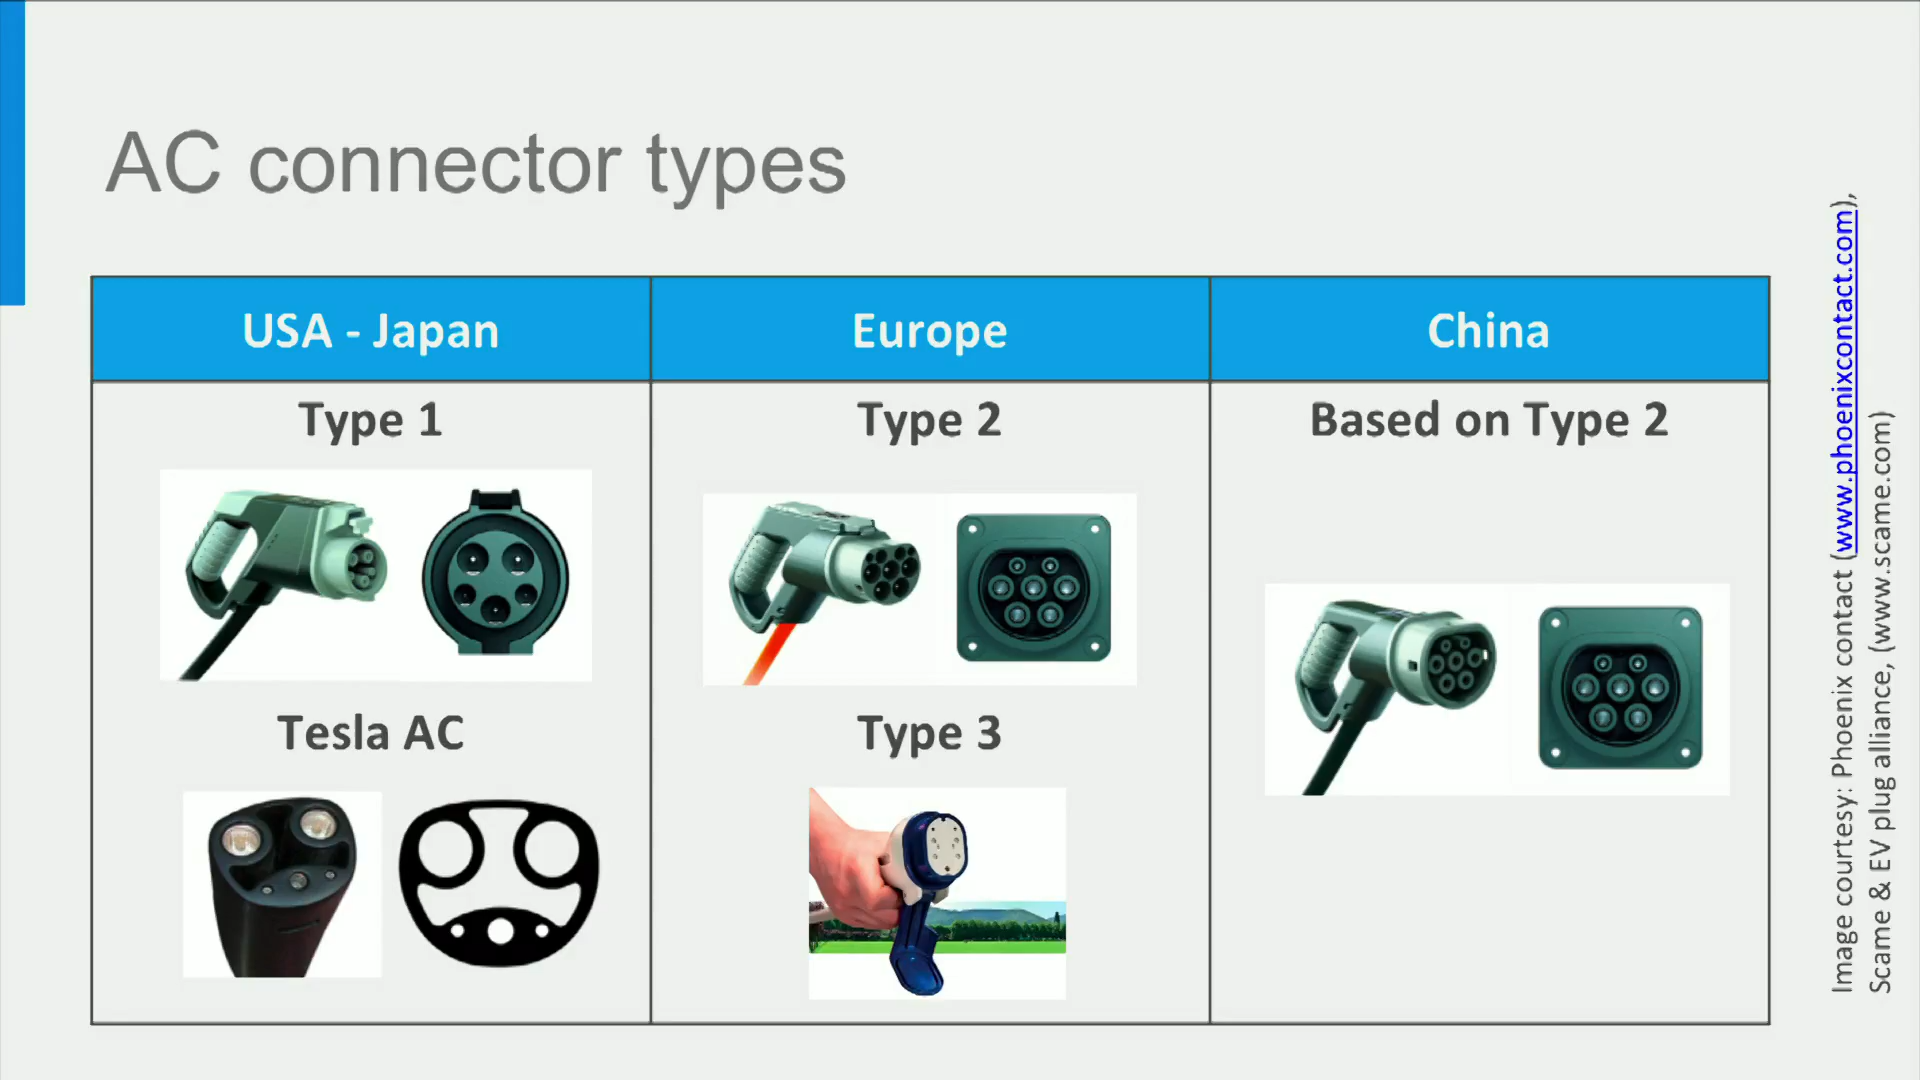 AC connector types
USA - Japan
Europe
China
Type 1
Type 2
Based on Type 2
Tesla AC
Type 3
Image courtesy: Phoenix contact (www.phoenixcontact.com),
Scame & EV plug alliance, (www.scame.com)